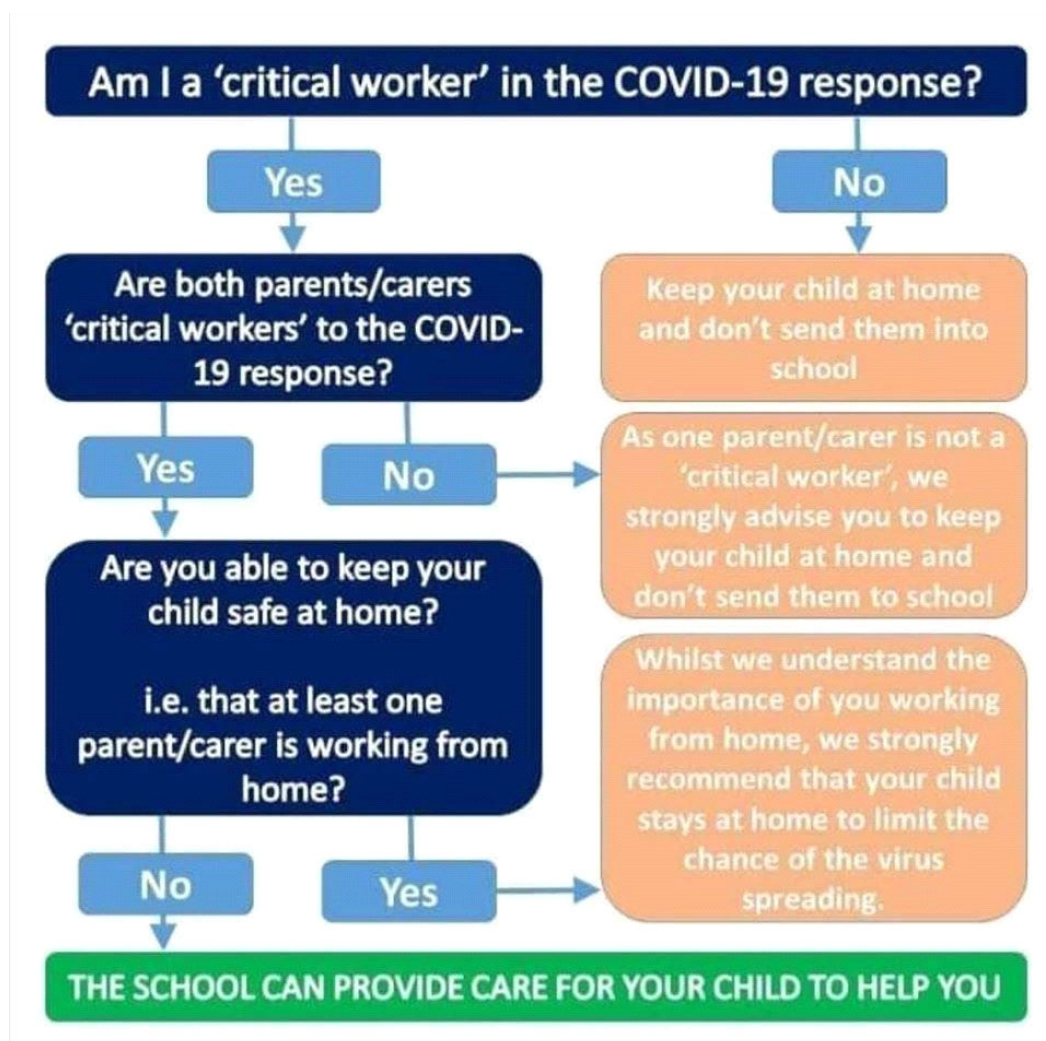 Am I a ‘critical worker’ in the COVID-19 response?
Yes
No
Are both parents/carers
‘critical workers’ to the COVID-
19 response?
Keep your child at home
and don’t send them into
school
Yes
No
As one parent/carer is not a
‘critical worker’, we
strongly advise you to keep
your child at home and
don’t send them to school
Are you able to keep your
child safe at home?
i.e. that at least one
parent/carer is working from
home?
Whilst we understand the
importance of you working
from home, we strongly
recommend that your child
stays at home to limit the
chance of the virus
spreading.
No
Yes
THE SCHOOL CAN PROVIDE CARE FOR YOUR CHILD TO HELP YOU